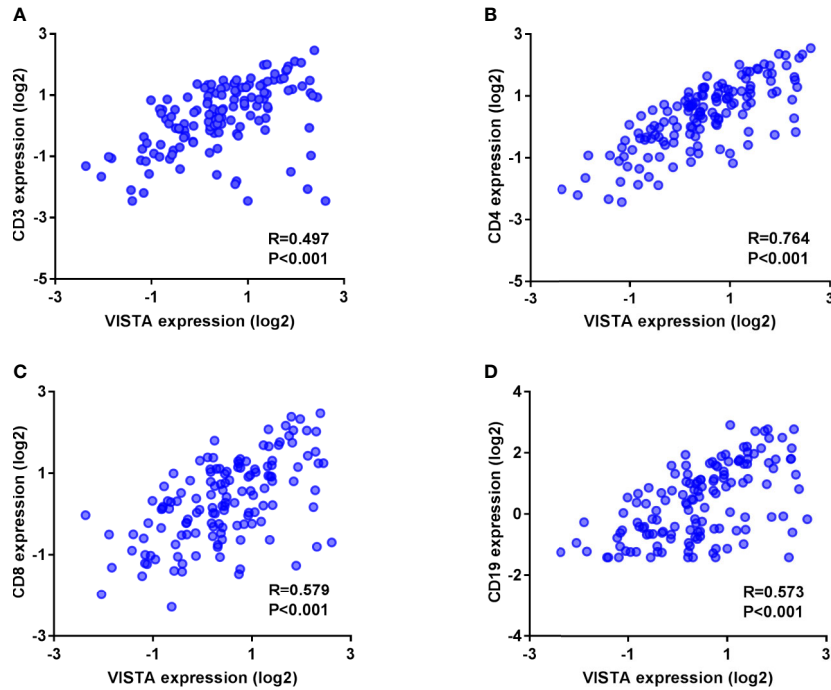 A
3
1
-1
-3
-5
CD3 expression (log2)
R=0.497
P<0.001
-3 -1 1 3
VISTA expression (log2)
B
3
1
-1
-3
-5
CD4 expression (log2)
R=0.764
P<0.001
-3 -1 1 3
VISTA expression (log2)
C
3
1
-1
-3
CD8 expression (log2)
R=0.579
P<0.001
-3 -1 1 3
VISTA expression (log2)
D
4
2
0
-2
-4
CD19 expression (log2)
R=0.573
P<0.001
-3 -1 1 3
VISTA expression (log2)